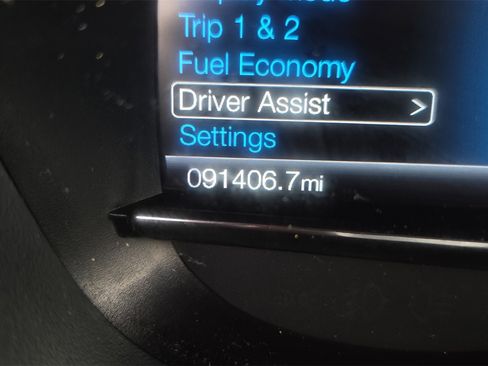 Trip 1 & 2
Fuel Economy
Driver Assist >
Settings
091406.7mi